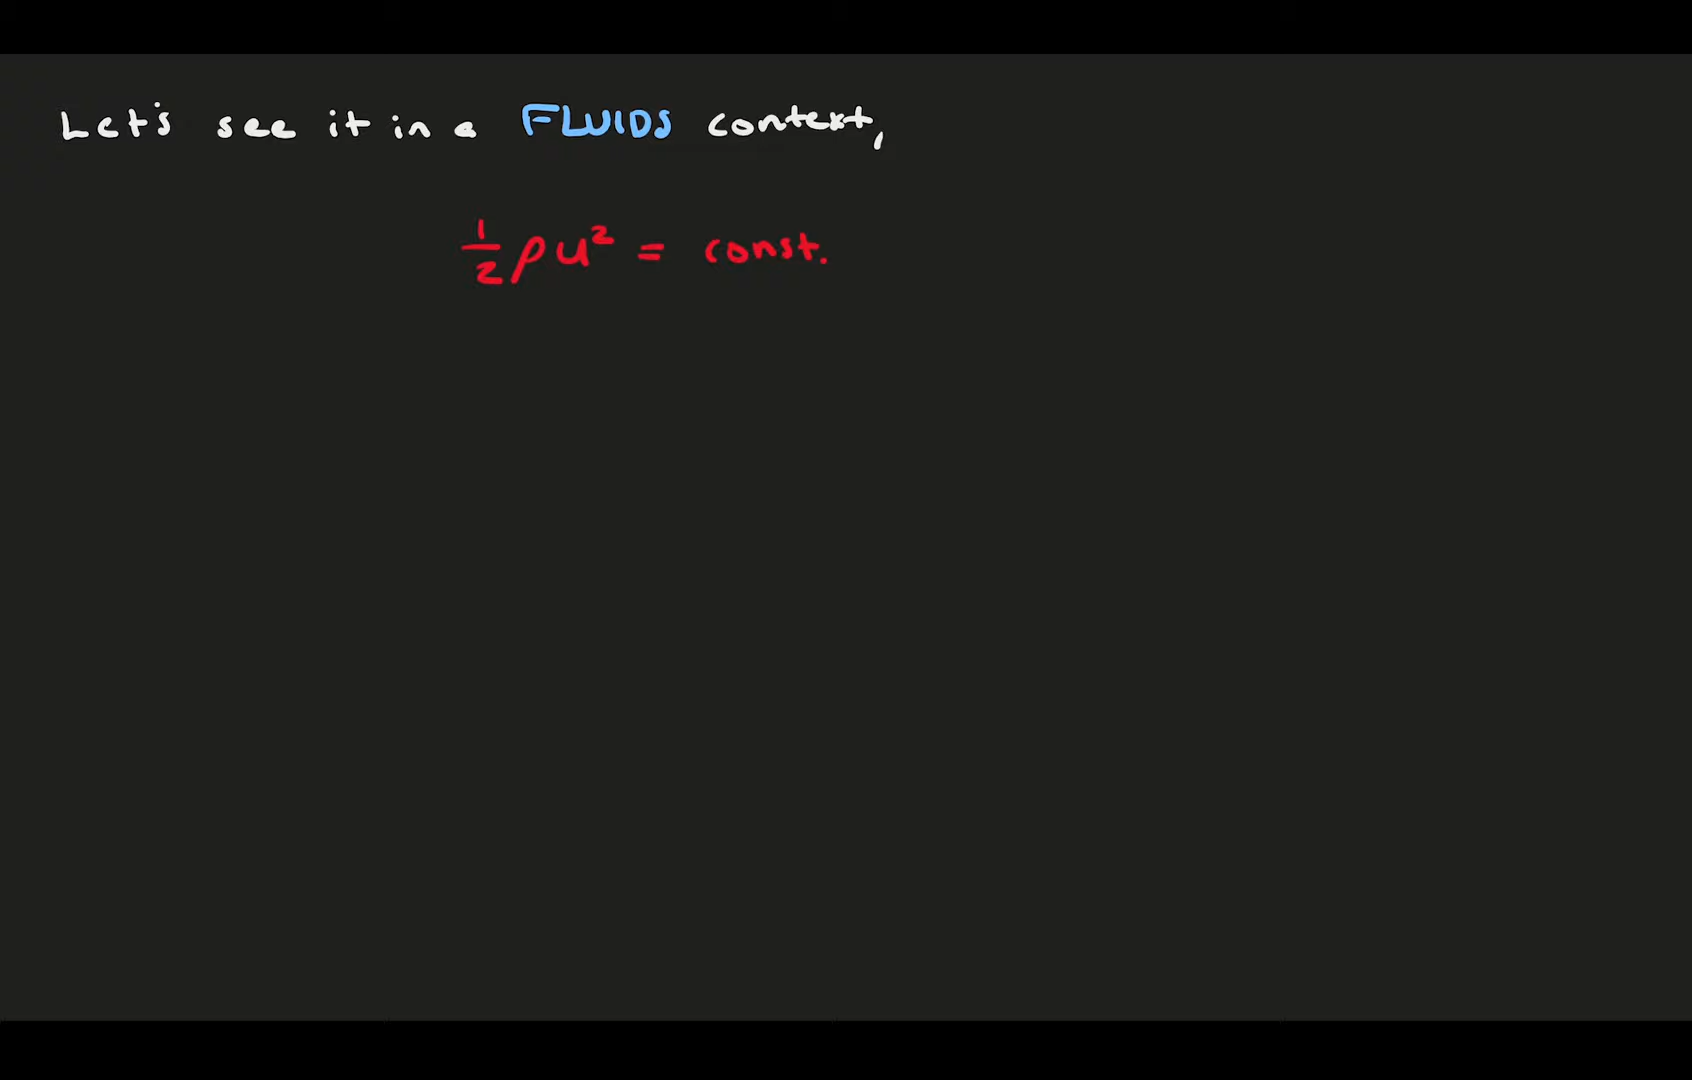 Let's see it in a FLUIDS context,
½ρu² = const.